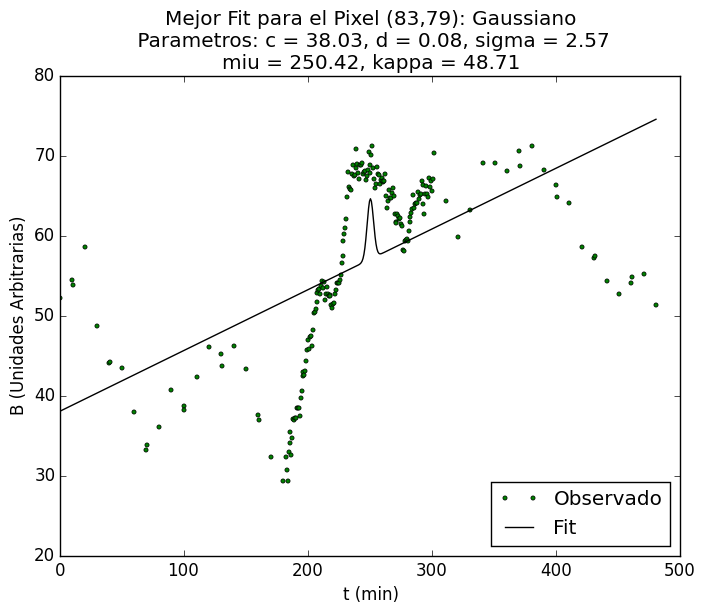 Mejor Fit para el Pixel (83,79): Gaussiano
Parametros: c = 38.03, d = 0.08, sigma = 2.57
miu = 250.42, kappa = 48.71
80
70
60
50
40
30
20
B (Unidades Arbitrarias)
Observado
Fit
0
100
200
300
400
500
t (min)